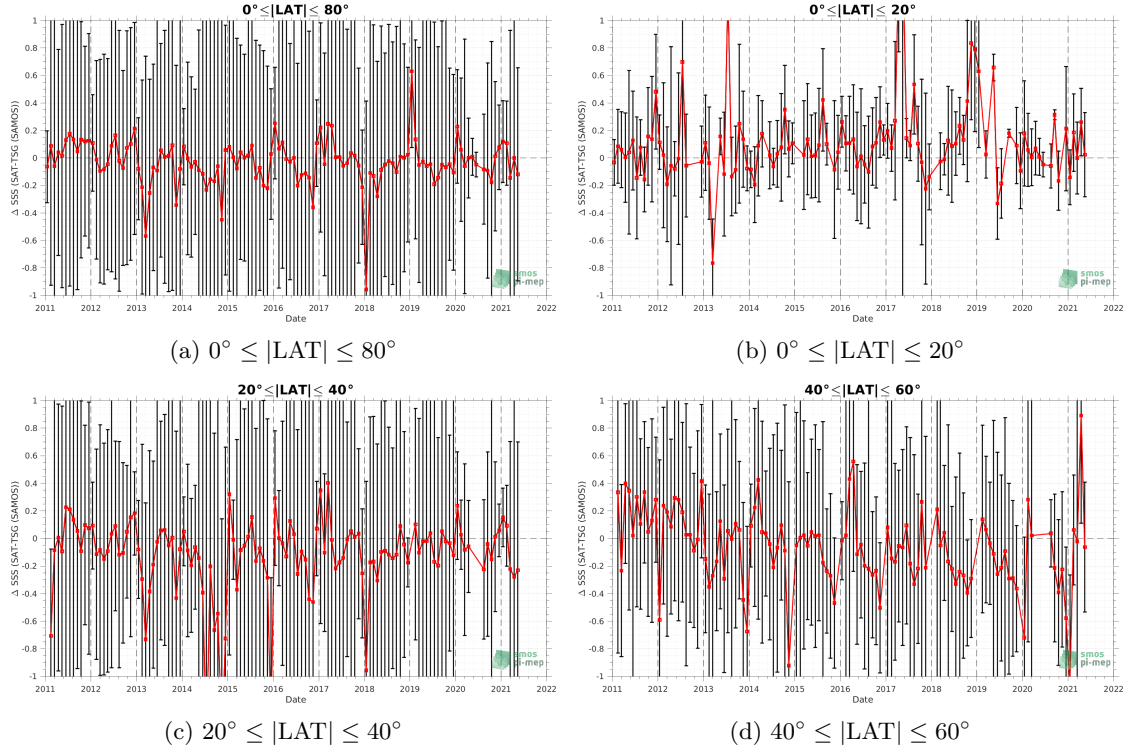 0°≤|LAT|≤ 80°
Δ SSS (SAT-TSG (SAMOS))
1
0.8
0.6
0.4
0.2
0
-0.2
-0.4
-0.6
-0.8
-1
2011 2012 2013 2014 2015 2016 2017 2018 2019 2020 2021 2022
Date
smos
pi-mep
(a) 0° ≤ |LAT| ≤ 80°
0°≤|LAT|≤ 20°
Δ SSS (SAT-TSG (SAMOS))
1
0.8
0.6
0.4
0.2
0
-0.2
-0.4
-0.6
-0.8
-1
2011 2012 2013 2014 2015 2016 2017 2018 2019 2020 2021 2022
Date
smos
pi-mep
(b) 0° ≤ |LAT| ≤ 20°
20°≤|LAT|≤ 40°
Δ SSS (SAT-TSG (SAMOS))
1
0.8
0.6
0.4
0.2
0
-0.2
-0.4
-0.6
-0.8
-1
2011 2012 2013 2014 2015 2016 2017 2018 2019 2020 2021 2022
Date
smos
pi-mep
(c) 20° ≤ |LAT| ≤ 40°
40°≤|LAT|≤ 60°
Δ SSS (SAT-TSG (SAMOS))
1
0.8
0.6
0.4
0.2
0
-0.2
-0.4
-0.6
-0.8
-1
2011 2012 2013 2014 2015 2016 2017 2018 2019 2020 2021 2022
Date
smos
pi-mep
(d) 40° ≤ |LAT| ≤ 60°